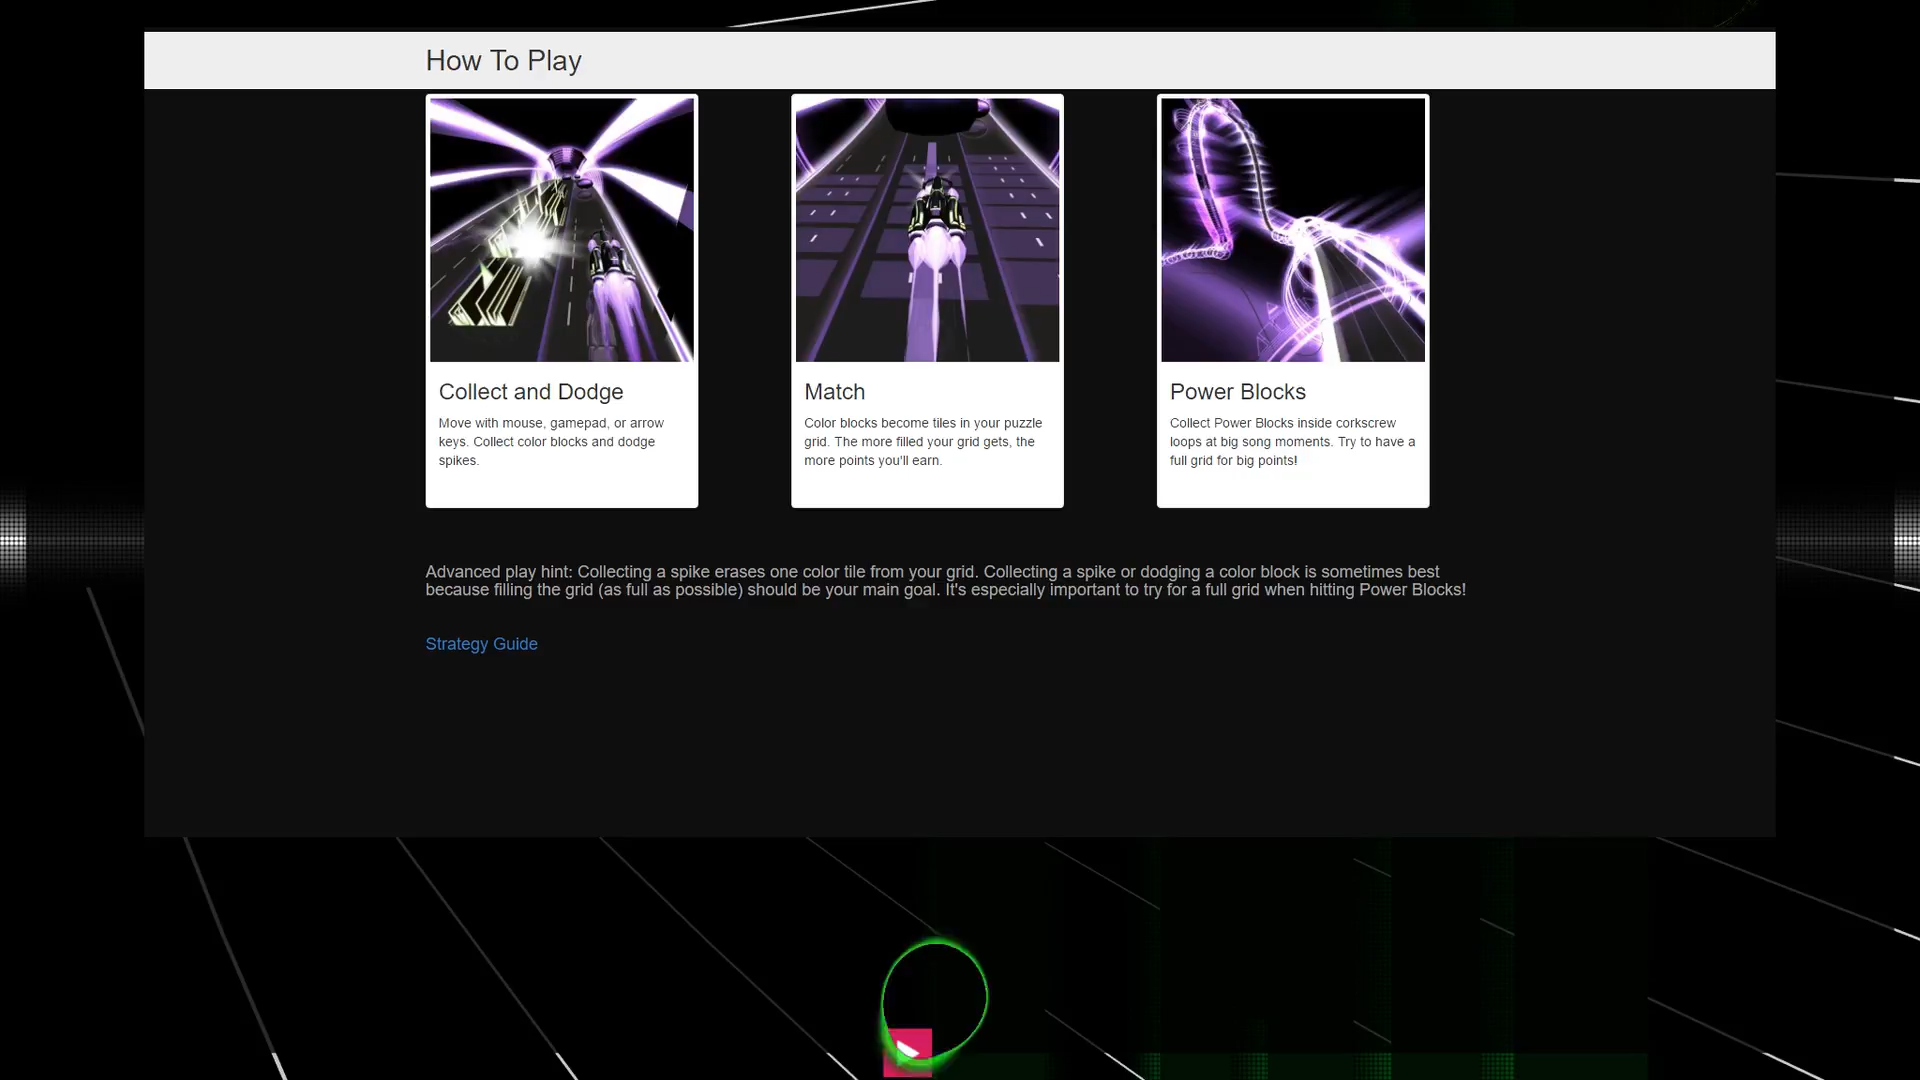 How To Play
Collect and Dodge
Move with mouse, gamepad, or arrow
keys. Collect color blocks and dodge
spikes.
Match
Color blocks become tiles in your puzzle
grid. The more filled your grid gets, the
more points you'll earn.
Power Blocks
Collect Power Blocks inside corkscrew
loops at big song moments. Try to have a
full grid for big points!
Advanced play hint: Collecting a spike erases one color tile from your grid. Collecting a spike or dodging a color block is sometimes best
because filling the grid (as full as possible) should be your main goal. It's especially important to try for a full grid when hitting Power Blocks!
Strategy Guide